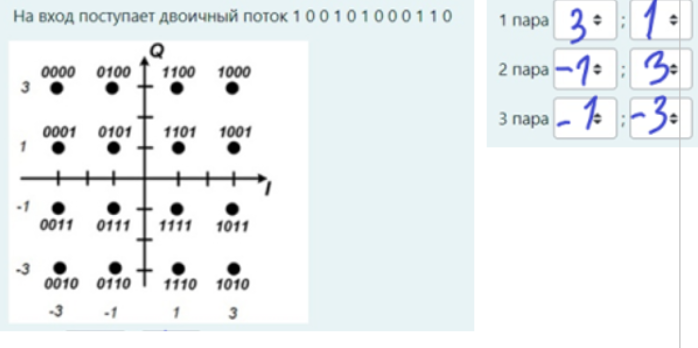 На вход поступает двоичный поток 1 0 0 1 0 1 0 0 0 1 1 0
Q
0000 0100 1100 1000
3
0001 0101 1101 1001
1
I
-1
0011 0111 1111 1011
-3
0010 0110 1110 1010
-3 -1 1 3
1 пара 3 ; 1
2 пара -1 ; 3
3 пара -1 ; -3